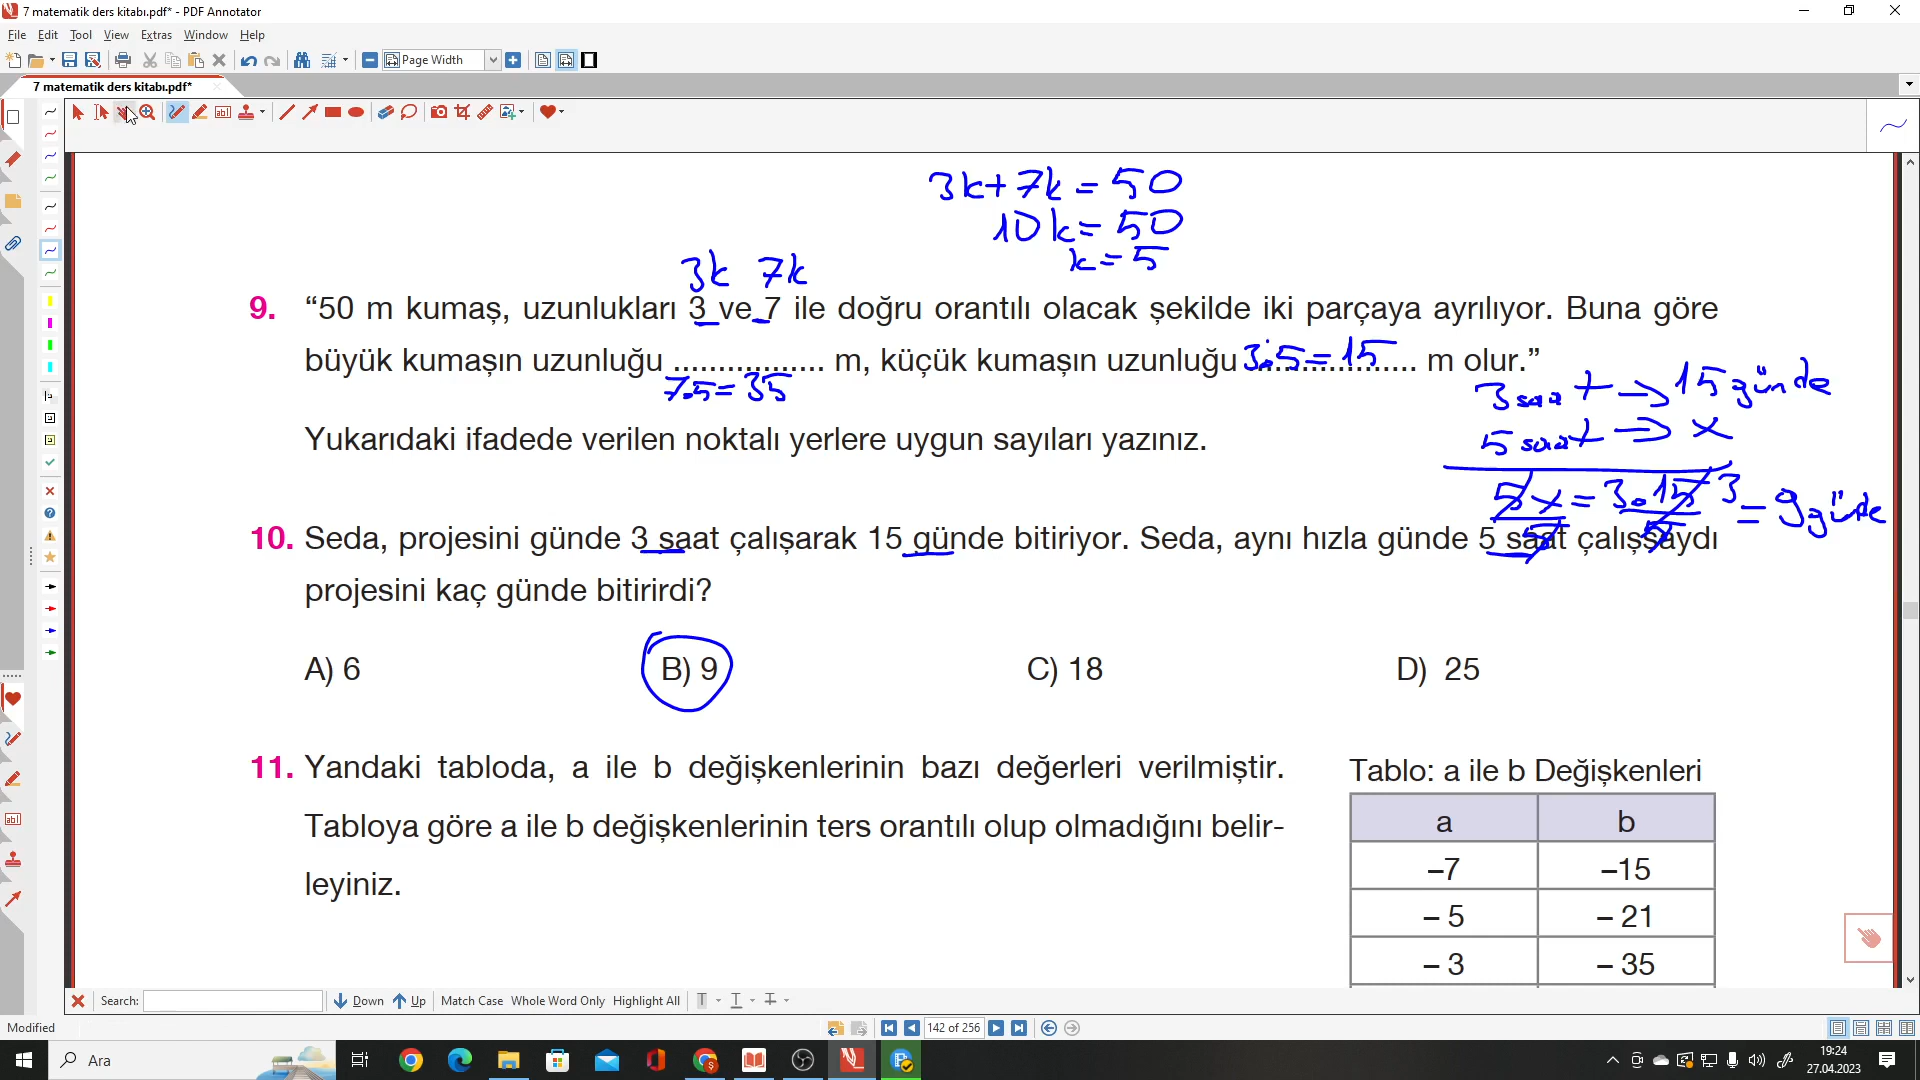 7 matematik ders kitabı.pdf* - PDF Annotator
File Edit Tool View Extras Window Help
Page Width
7 matematik ders kitabı.pdf*
3k+7k=50
10k=50
k=5
3k 7k
9. “50 m kumaş, uzunlukları 3 ve 7 ile doğru orantılı olacak şekilde iki parçaya ayrılıyor. Buna göre
büyük kumaşın uzunluğu ................. m, küçük kumaşın uzunluğu 3.5=15 m olur.”
7.5=35
3 saat → 15 günde
5 saat → x
Yukarıdaki ifadede verilen noktalı yerlere uygun sayıları yazınız.
5x = 3.15 3 = 9 günde
5 5
10. Seda, projesini günde 3 saat çalışarak 15 günde bitiriyor. Seda, aynı hızla günde 5 saat çalışsaydı
projesini kaç günde bitirirdi?
A) 6 B) 9 C) 18 D) 25
11. Yandaki tabloda, a ile b değişkenlerinin bazı değerleri verilmiştir.
Tabloya göre a ile b değişkenlerinin ters orantılı olup olmadığını belir-
leyiniz.
Tablo: a ile b Değişkenleri
a b
–7 –15
– 5 – 21
– 3 – 35
Search: Down Up Match Case Whole Word Only Highlight All
Modified 142 of 256
Ara 19:24
27.04.2023